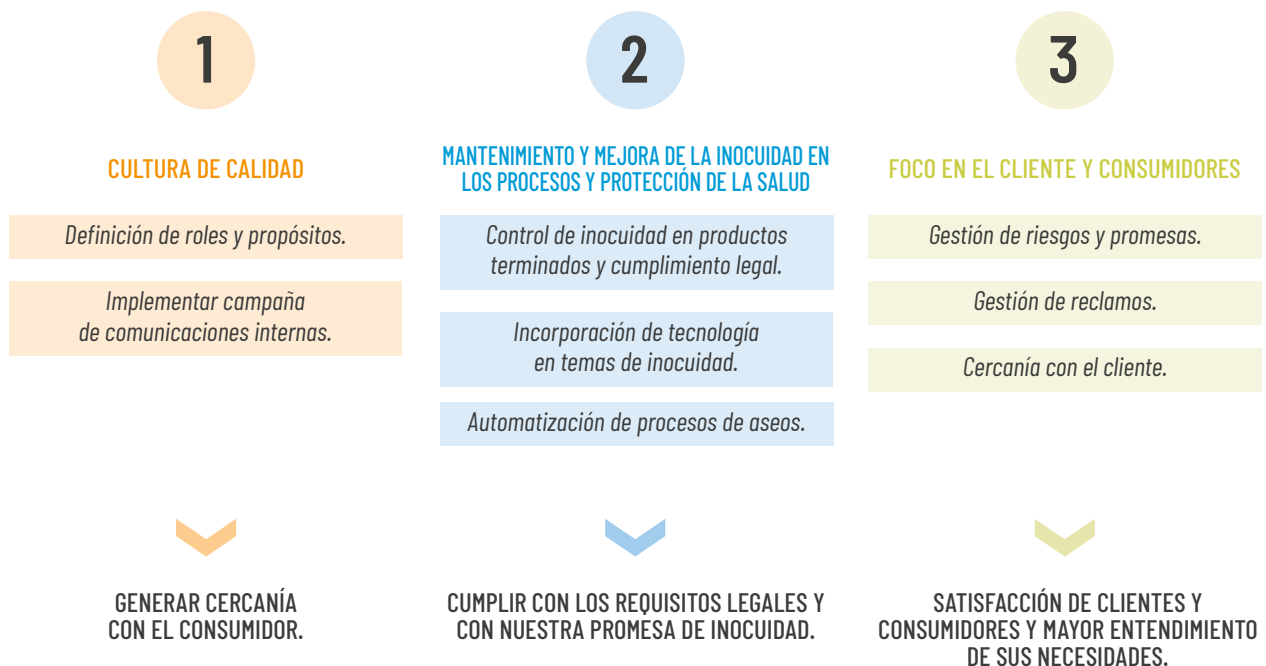 1
CULTURA DE CALIDAD
Definición de roles y propósitos.
Implementar campaña
de comunicaciones internas.
GENERAR CERCANÍA
CON EL CONSUMIDOR.
2
MANTENIMIENTO Y MEJORA DE LA INOCUIDAD EN
LOS PROCESOS Y PROTECCIÓN DE LA SALUD
Control de inocuidad en productos
terminados y cumplimiento legal.
Incorporación de tecnología
en temas de inocuidad.
Automatización de procesos de aseos.
CUMPLIR CON LOS REQUISITOS LEGALES Y
CON NUESTRA PROMESA DE INOCUIDAD.
3
FOCO EN EL CLIENTE Y CONSUMIDORES
Gestión de riesgos y promesas.
Gestión de reclamos.
Cercanía con el cliente.
SATISFACCIÓN DE CLIENTES Y
CONSUMIDORES Y MAYOR ENTENDIMIENTO
DE SUS NECESIDADES.